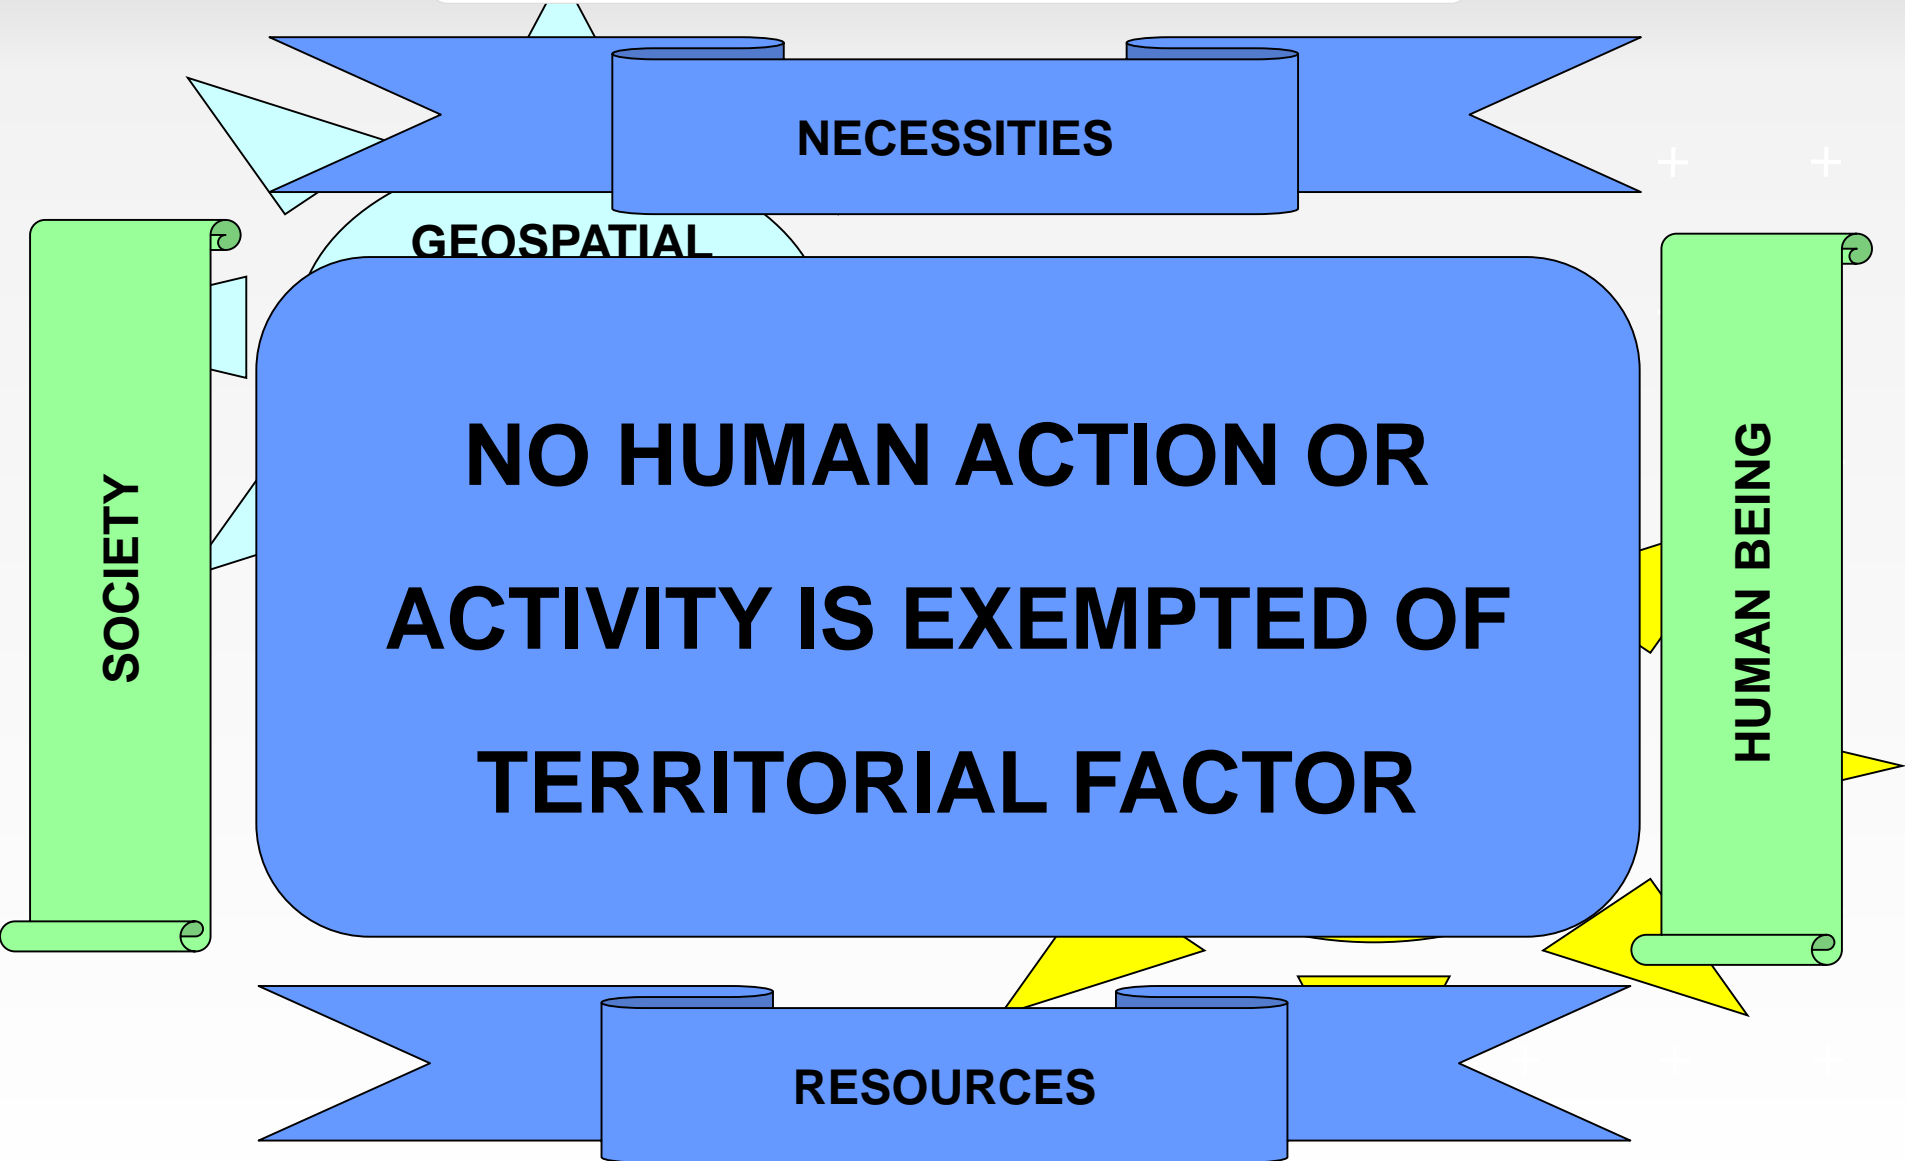 NECESSITIES
GEOSPATIAL
SOCIETY
NO HUMAN ACTION OR
ACTIVITY IS EXEMPTED OF
TERRITORIAL FACTOR
HUMAN BEING
RESOURCES